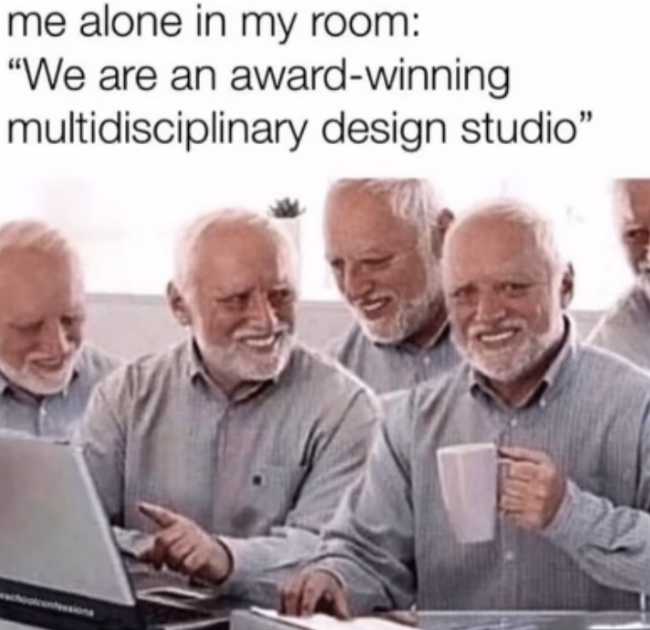 me alone in my room:
“We are an award-winning
multidisciplinary design studio”